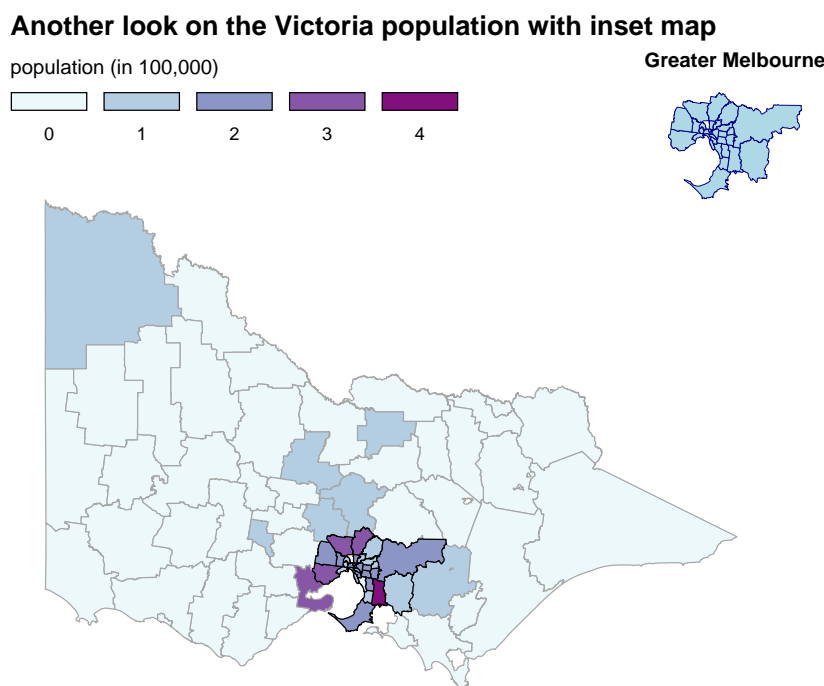 Another look on the Victoria population with inset map
population (in 100,000)
Greater Melbourne
0 1 2 3 4